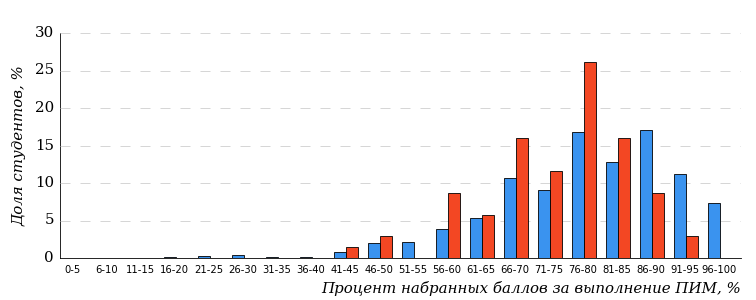 Доля студентов, %
30
25
20
15
10
5
0
0-5 6-10 11-15 16-20 21-25 26-30 31-35 36-40 41-45 46-50 51-55 56-60 61-65 66-70 71-75 76-80 81-85 86-90 91-95 96-100
Процент набранных баллов за выполнение ПИМ, %